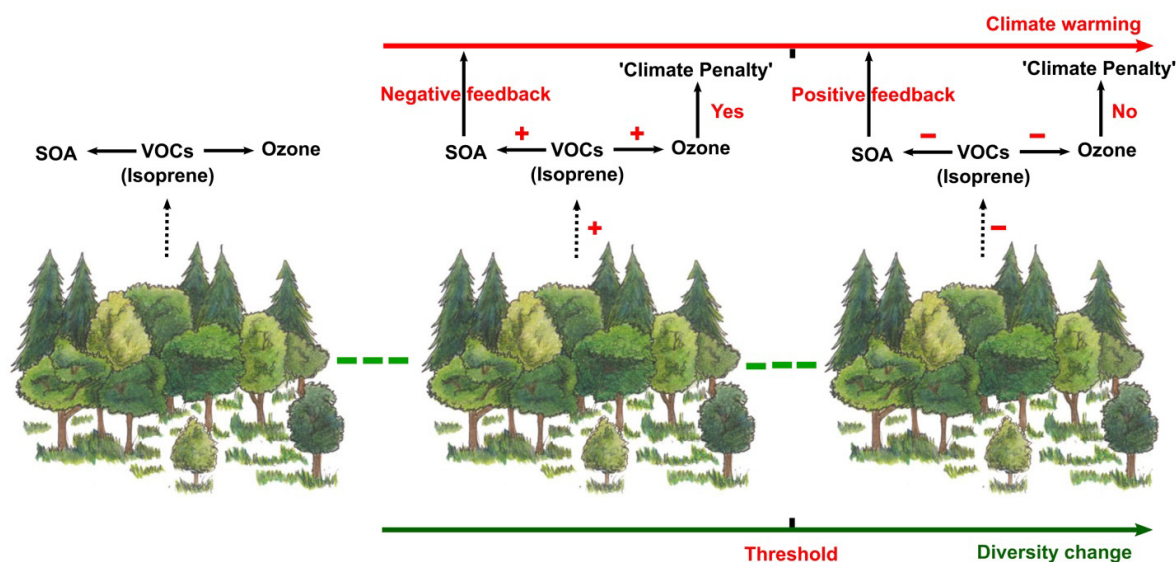 Climate warming
'Climate Penalty'
'Climate Penalty'
Negative feedback
Yes
Positive feedback
No
+
+
−
−
SOA
VOCs
Ozone
SOA
VOCs
Ozone
SOA
VOCs
Ozone
(Isoprene)
(Isoprene)
(Isoprene)
+
−
Threshold
Diversity change